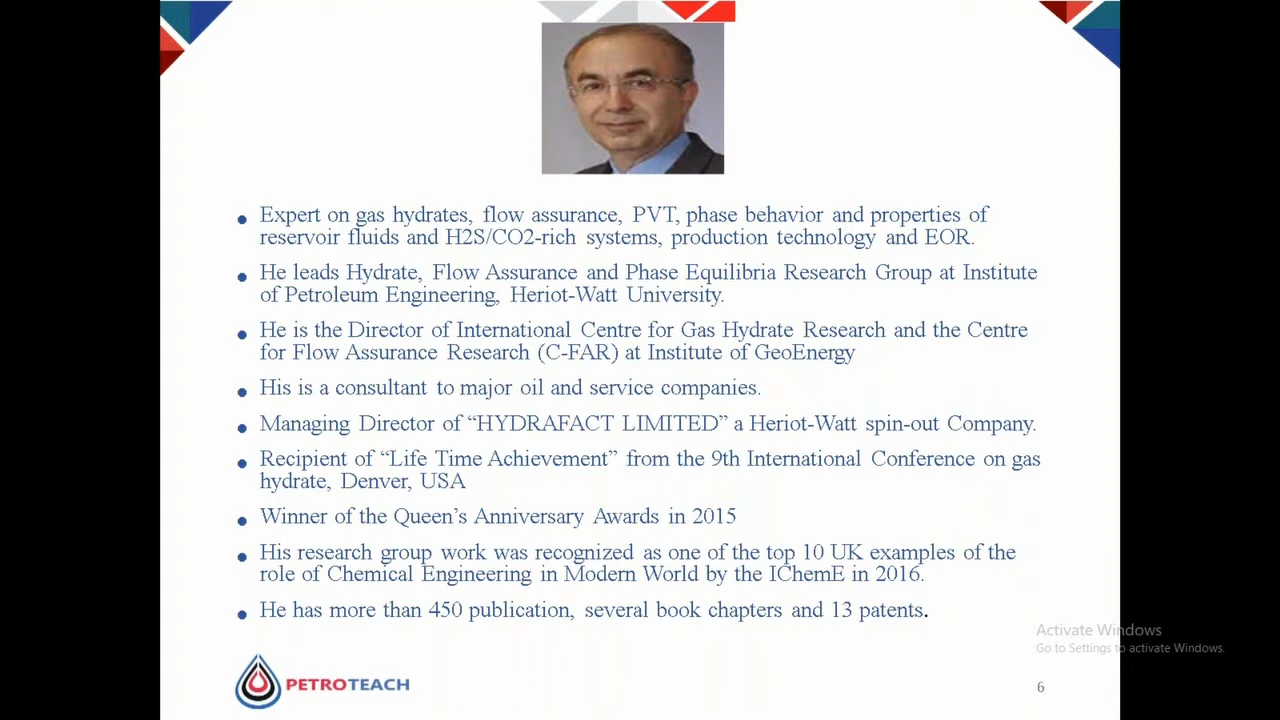 Expert on gas hydrates, flow assurance, PVT, phase behavior and properties of
reservoir fluids and H2S/CO2-rich systems, production technology and EOR.
He leads Hydrate, Flow Assurance and Phase Equilibria Research Group at Institute
of Petroleum Engineering, Heriot-Watt University.
He is the Director of International Centre for Gas Hydrate Research and the Centre
for Flow Assurance Research (C-FAR) at Institute of GeoEnergy
His is a consultant to major oil and service companies.
Managing Director of “HYDRAFACT LIMITED” a Heriot-Watt spin-out Company.
Recipient of “Life Time Achievement” from the 9th International Conference on gas
hydrate, Denver, USA
Winner of the Queen’s Anniversary Awards in 2015
His research group work was recognized as one of the top 10 UK examples of the
role of Chemical Engineering in Modern World by the IChemE in 2016.
He has more than 450 publication, several book chapters and 13 patents.
Activate Windows
Go to Settings to activate Windows.
PETROTEACH
6